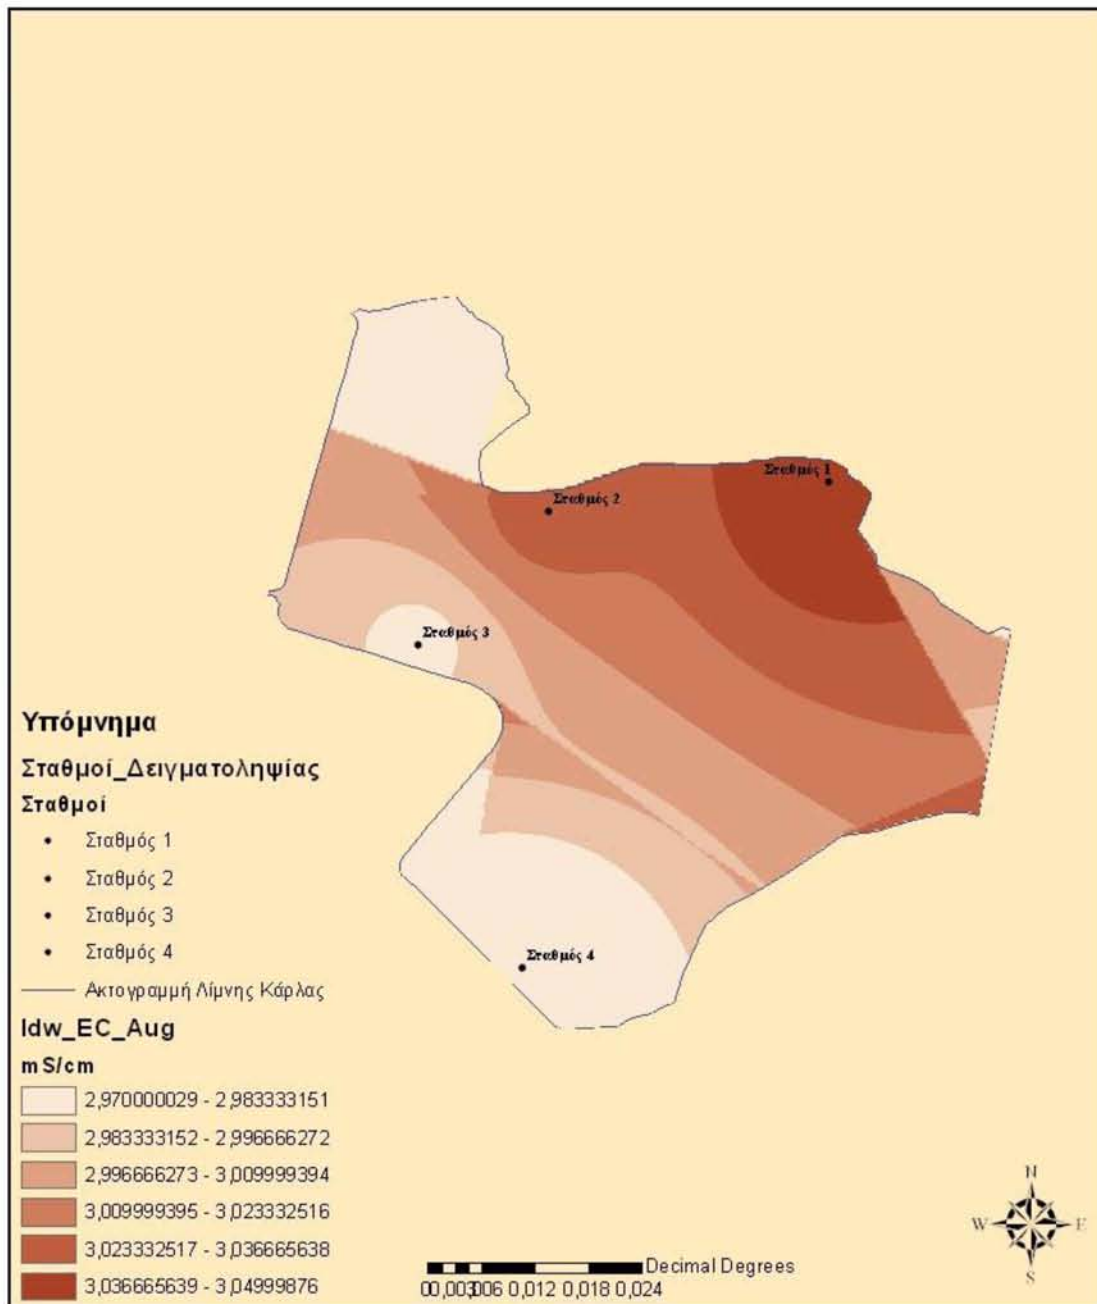 Σταθμός 1
Σταθμός 2
Σταθμός 3
Σταθμός 4
Υπόμνημα
Σταθμοί_Δειγματοληψίας
Σταθμοί
Σταθμός 1
Σταθμός 2
Σταθμός 3
Σταθμός 4
Ακτογραμμή Λίμνης Κάρλας
Idw_EC_Aug
mS/cm
2,970000029 - 2,983333151
2,983333152 - 2,996666272
2,996666273 - 3,009999394
3,009999395 - 3,023332516
3,023332517 - 3,036665638
3,036665639 - 3,04999876
Decimal Degrees
0 0,003 0,006 0,012 0,018 0,024
N
W E
S